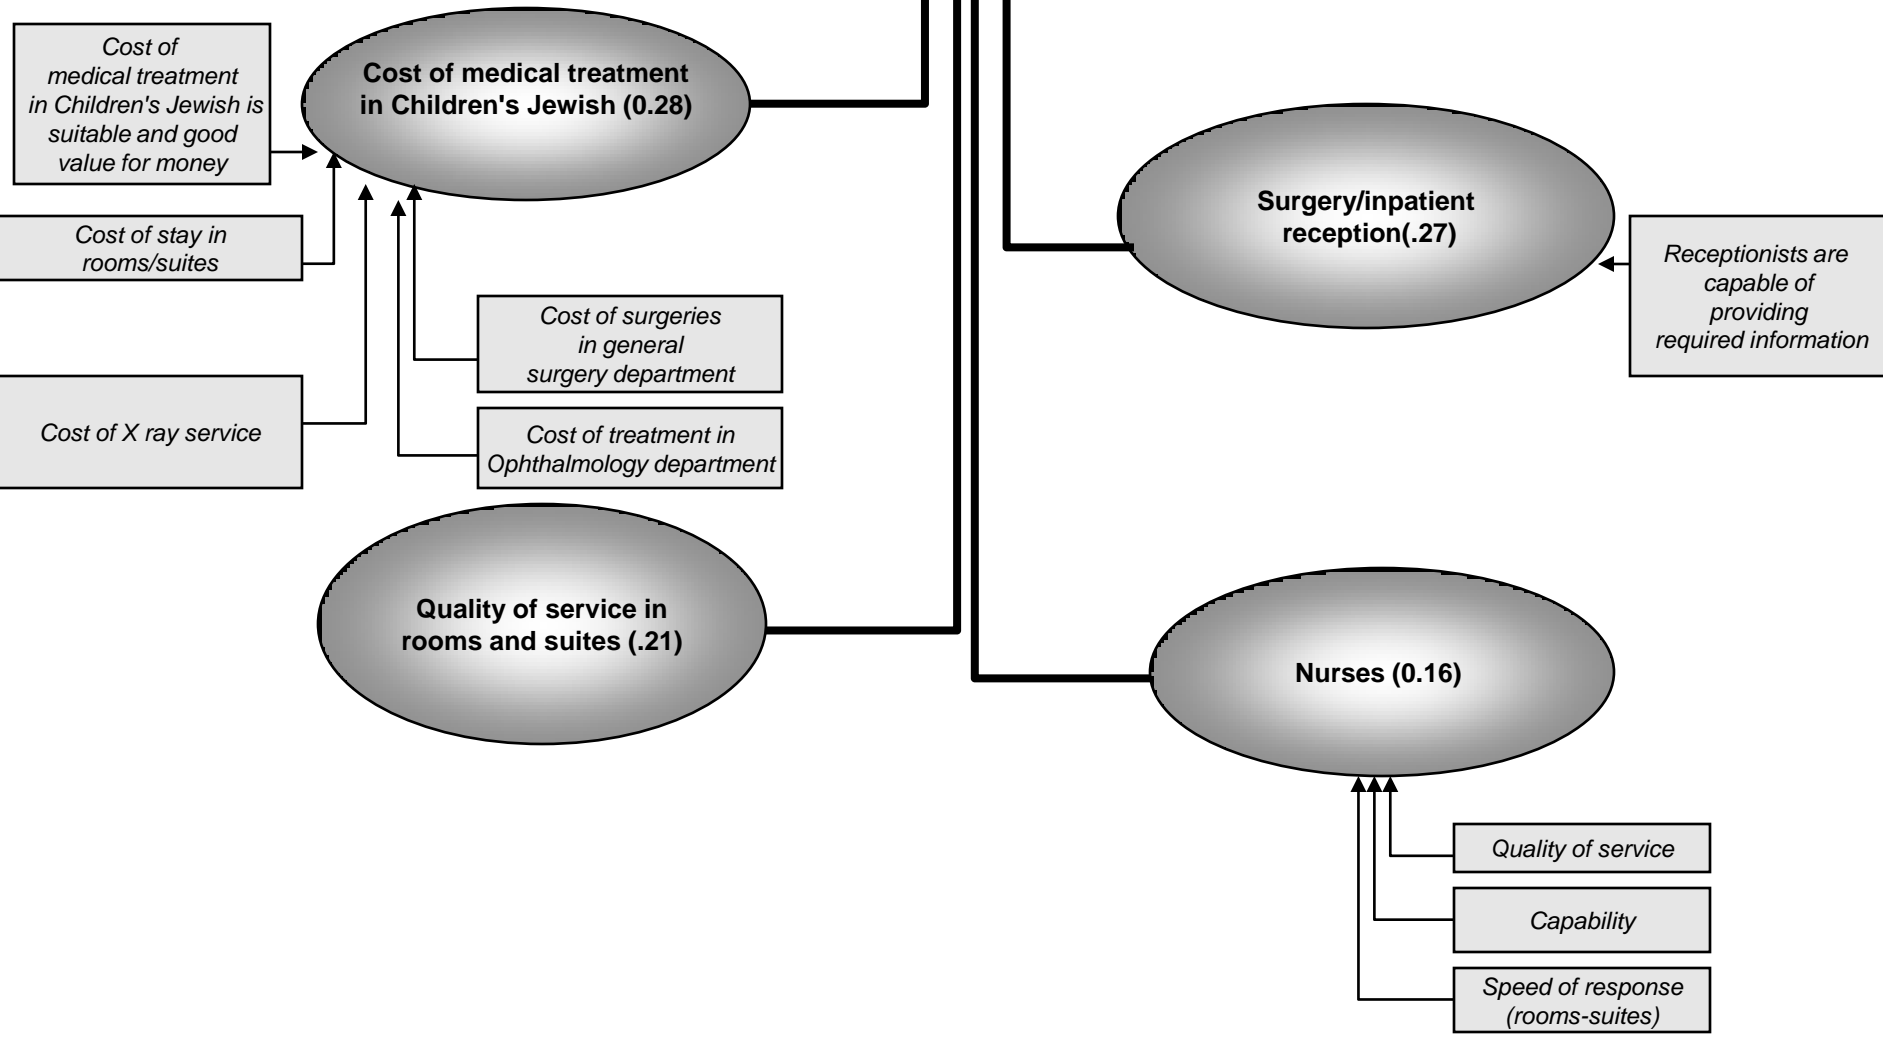 Cost of
medical treatment
in Children's Jewish is
suitable and good
value for money
Cost of medical treatment
in Children's Jewish (0.28)
Cost of stay in
rooms/suites
Cost of surgeries
in general
surgery department
Cost of X ray service
Cost of treatment in
Ophthalmology department
Surgery/inpatient
reception(.27)
Receptionists are
capable of
providing
required information
Quality of service in
rooms and suites (.21)
Nurses (0.16)
Quality of service
Capability
Speed of response
(rooms-suites)